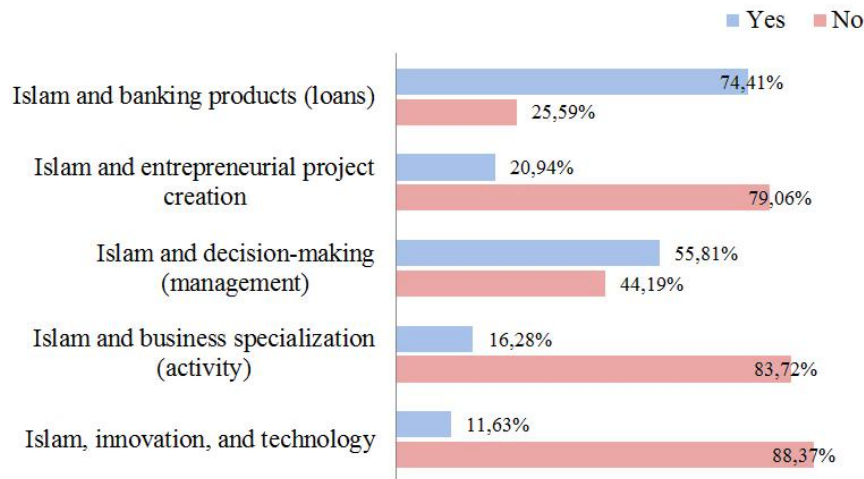 Yes No
Islam and banking products (loans)
74,41%
25,59%
Islam and entrepreneurial project
creation
20,94%
79,06%
Islam and decision-making
(management)
55,81%
44,19%
Islam and business specialization
(activity)
16,28%
83,72%
Islam, innovation, and technology
11,63%
88,37%